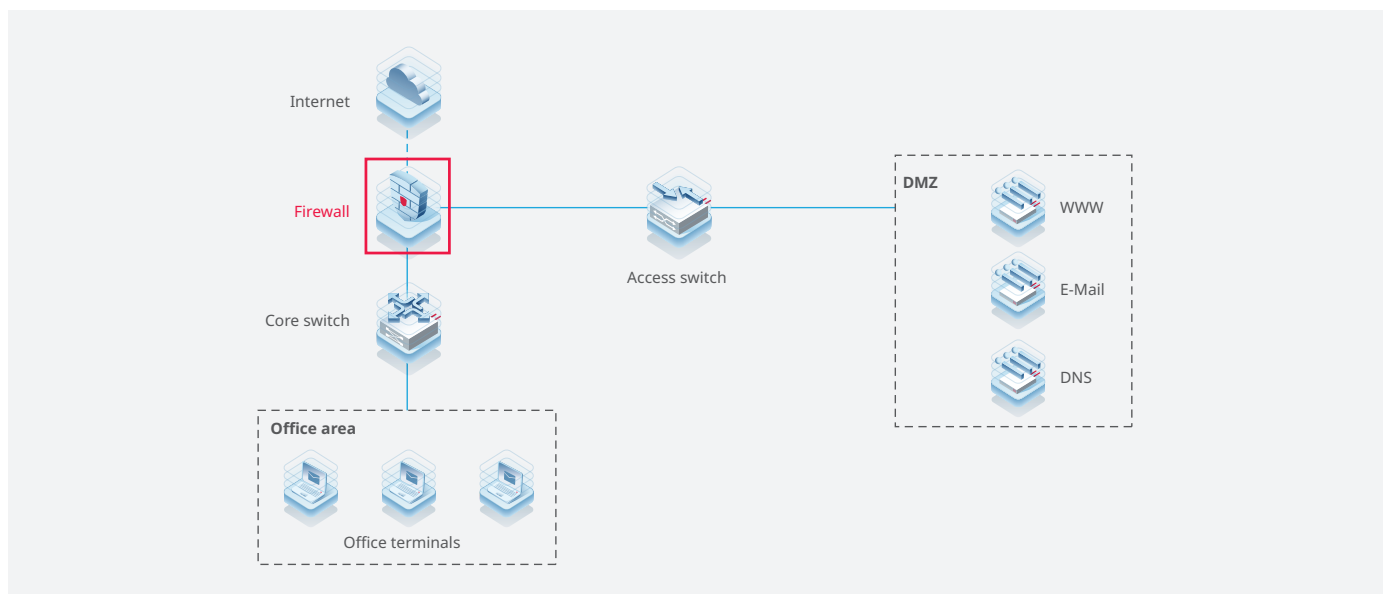 Internet
Firewall
Core switch
Access switch
DMZ
WWW
E-Mail
DNS
Office area
Office terminals